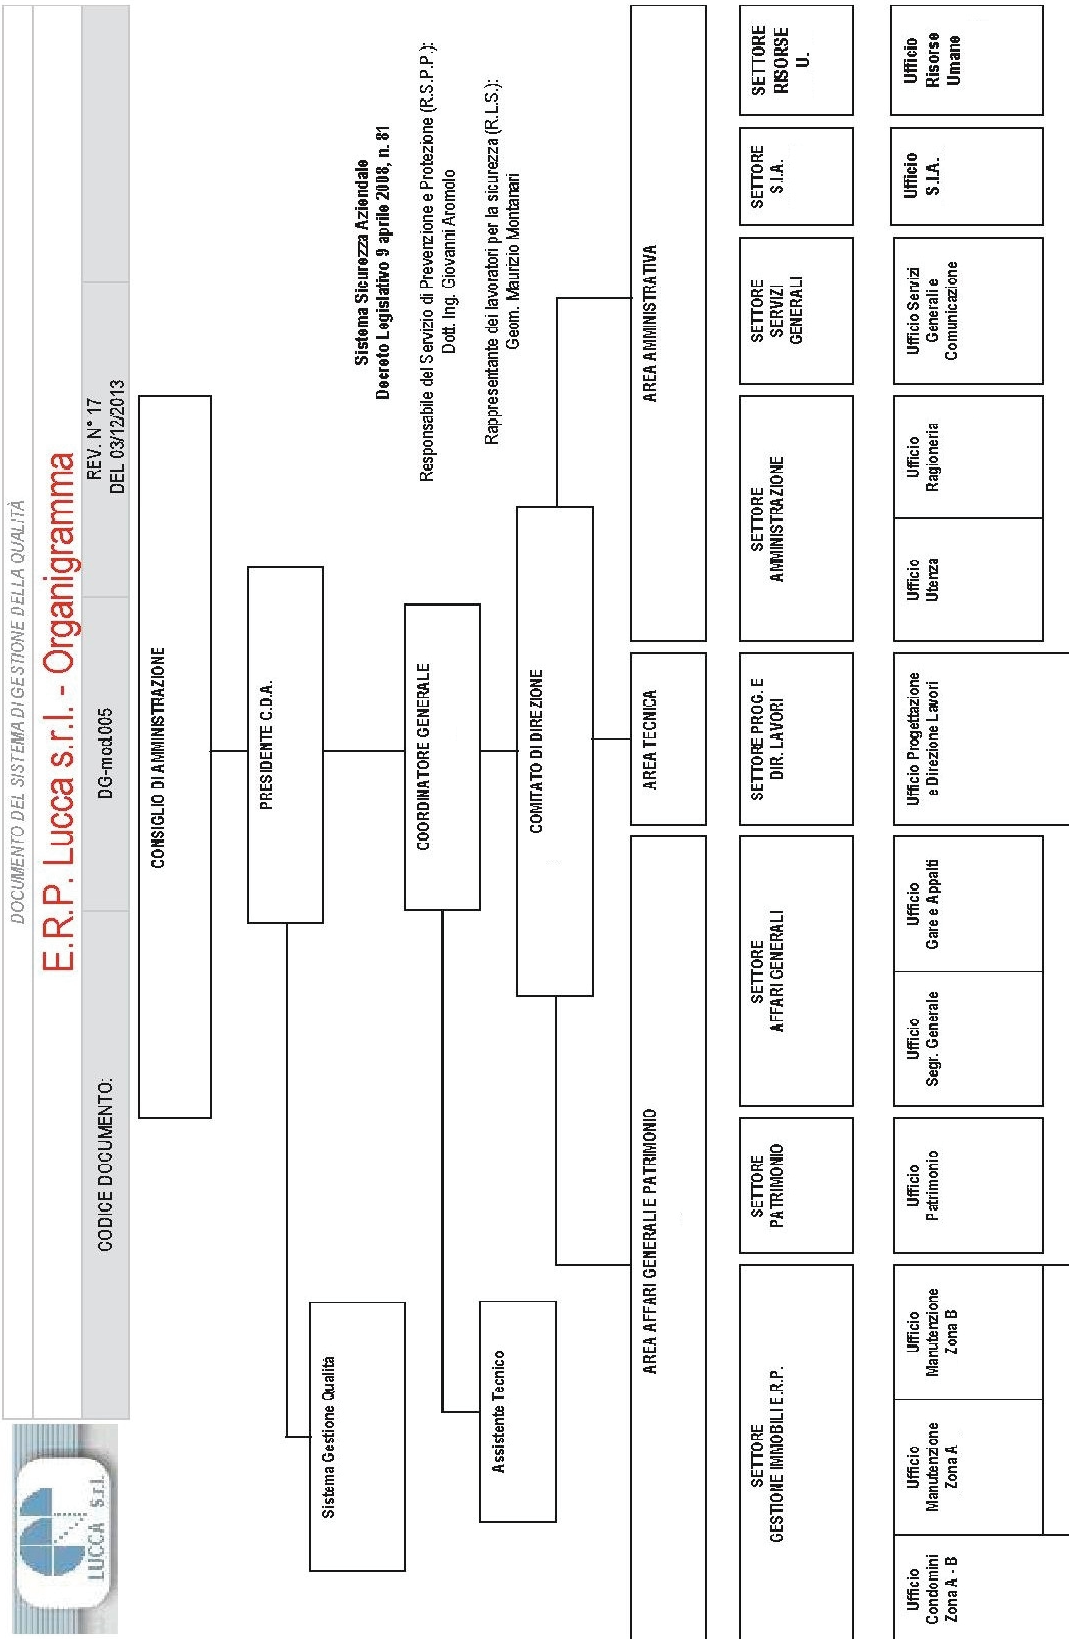 DOCUMENTO DEL SISTEMA DI GESTIONE DELLA QUALITÀ
E.R.P. Lucca s.r.l. - Organigramma
CODICE DOCUMENTO:
DG-mod.005
REV. N° 17
DEL 03/12/2013
LUCCA S.r.l.
CONSIGLIO DI AMMINISTRAZIONE
PRESIDENTE C.D.A.
Sistema Gestione Qualita
Sistema Sicurezza Aziendale
Decreto Legislativo 9 aprile 2008, n. 81
Responsabile del Servizio di Prevenzione e Protezione (R.S.P.P.):
Dott. Ing. Giovanni Aromolo
Rappresentante dei lavoratori per la sicurezza (R.L.S.):
Geom. Maurizio Montanari
COORDINATORE GENERALE
Assistente Tecnico
COMITATO DI DIREZIONE
AREA AFFARI GENERALI E PATRIMONIO
AREA TECNICA
AREA AMMINISTRATIVA
SETTORE
GESTIONE IMMOBILI E.R.P.
SETTORE
PATRIMONIO
SETTORE
AFFARI GENERALI
SETTORE PROG. E
DIR. LAVORI
SETTORE
AMMINISTRAZIONE
SETTORE
SERVIZI
GENERALI
SETTORE
S.I.A.
SETTORE
RISORSE
U.
Ufficio
Condomini
Zona A - B
Ufficio
Manutenzione
Zona A
Ufficio
Manutenzione
Zona B
Ufficio
Patrimonio
Ufficio
Segr. Generale
Ufficio
Gare e Appalti
Ufficio Progettazione
e Direzione Lavori
Ufficio
Utenza
Ufficio
Ragioneria
Ufficio Servizi
Generali e
Comunicazione
Ufficio
S.I.A.
Ufficio
Risorse
Umane